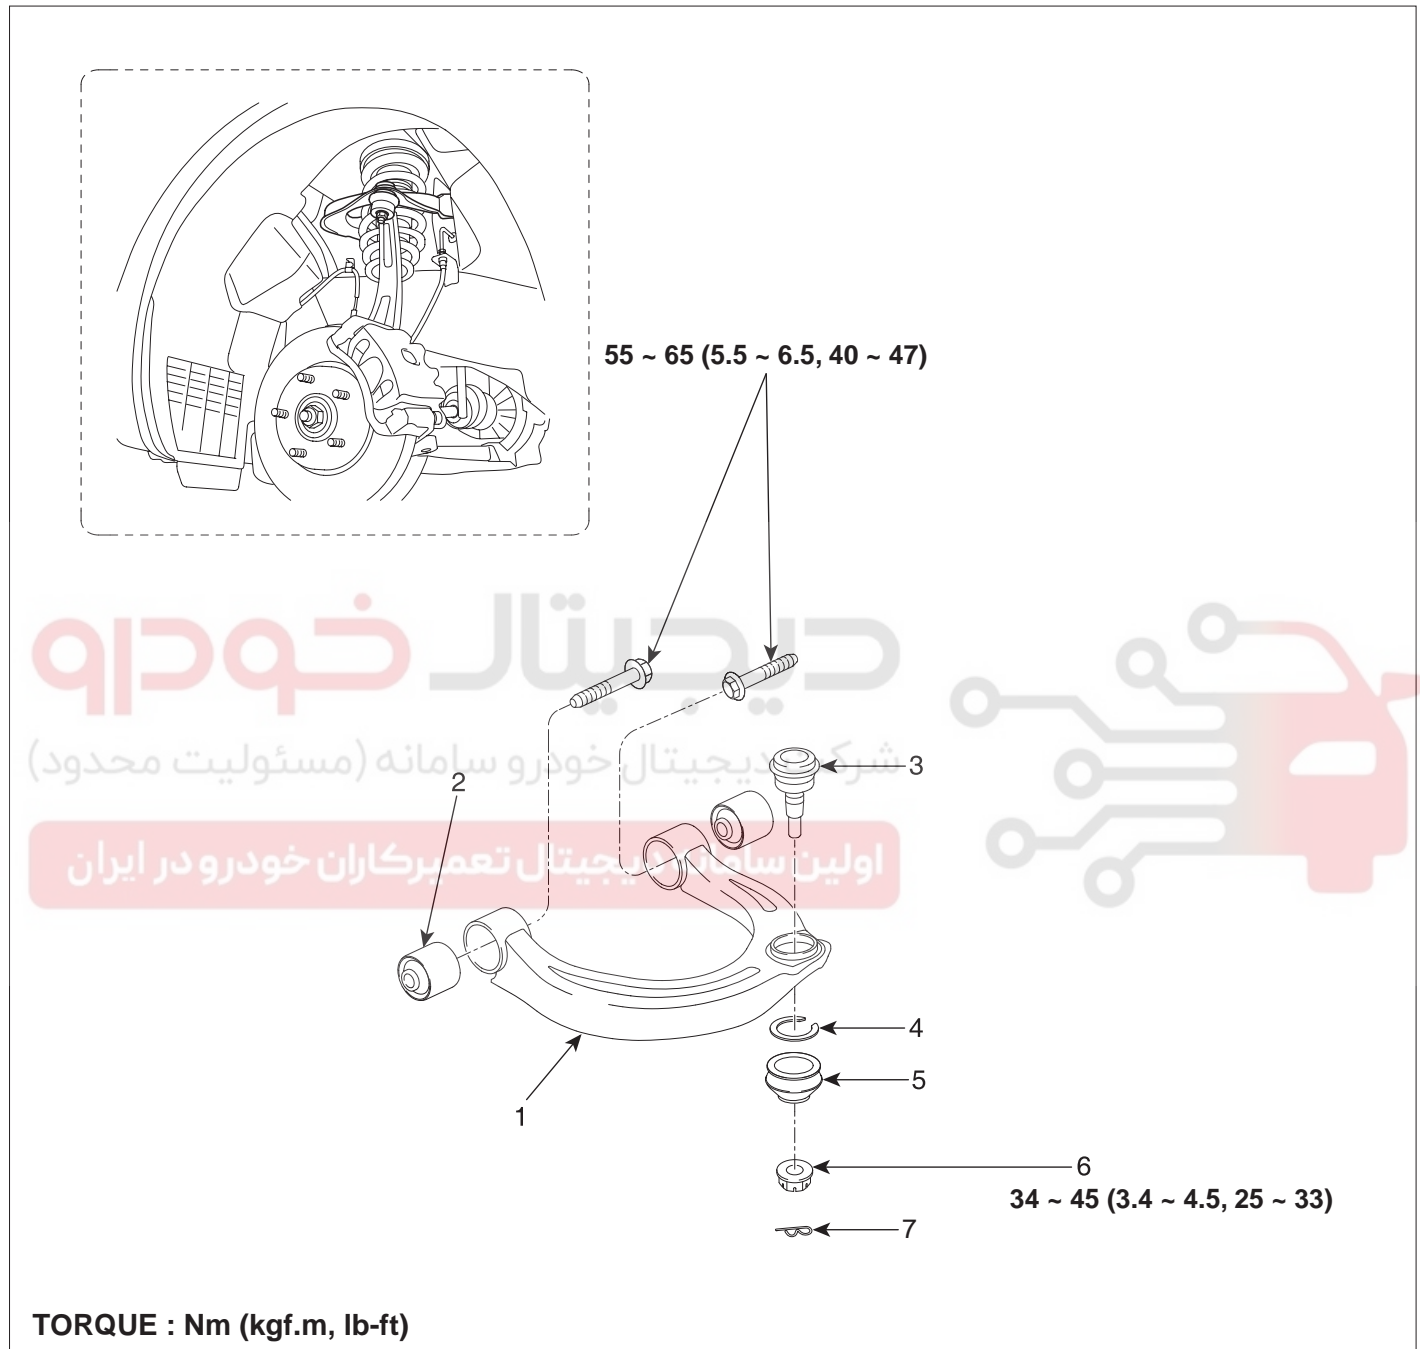 55 ~ 65 (5.5 ~ 6.5, 40 ~ 47)
دیجیتال خودرو
شرکت دیجیتال خودرو سامانه (مسئولیت محدود)
3
2
اولین سامانه دیجیتال تعمیرکاران خودرو در ایران
4
5
1
6
34 ~ 45 (3.4 ~ 4.5, 25 ~ 33)
7
TORQUE : Nm (kgf.m, lb-ft)